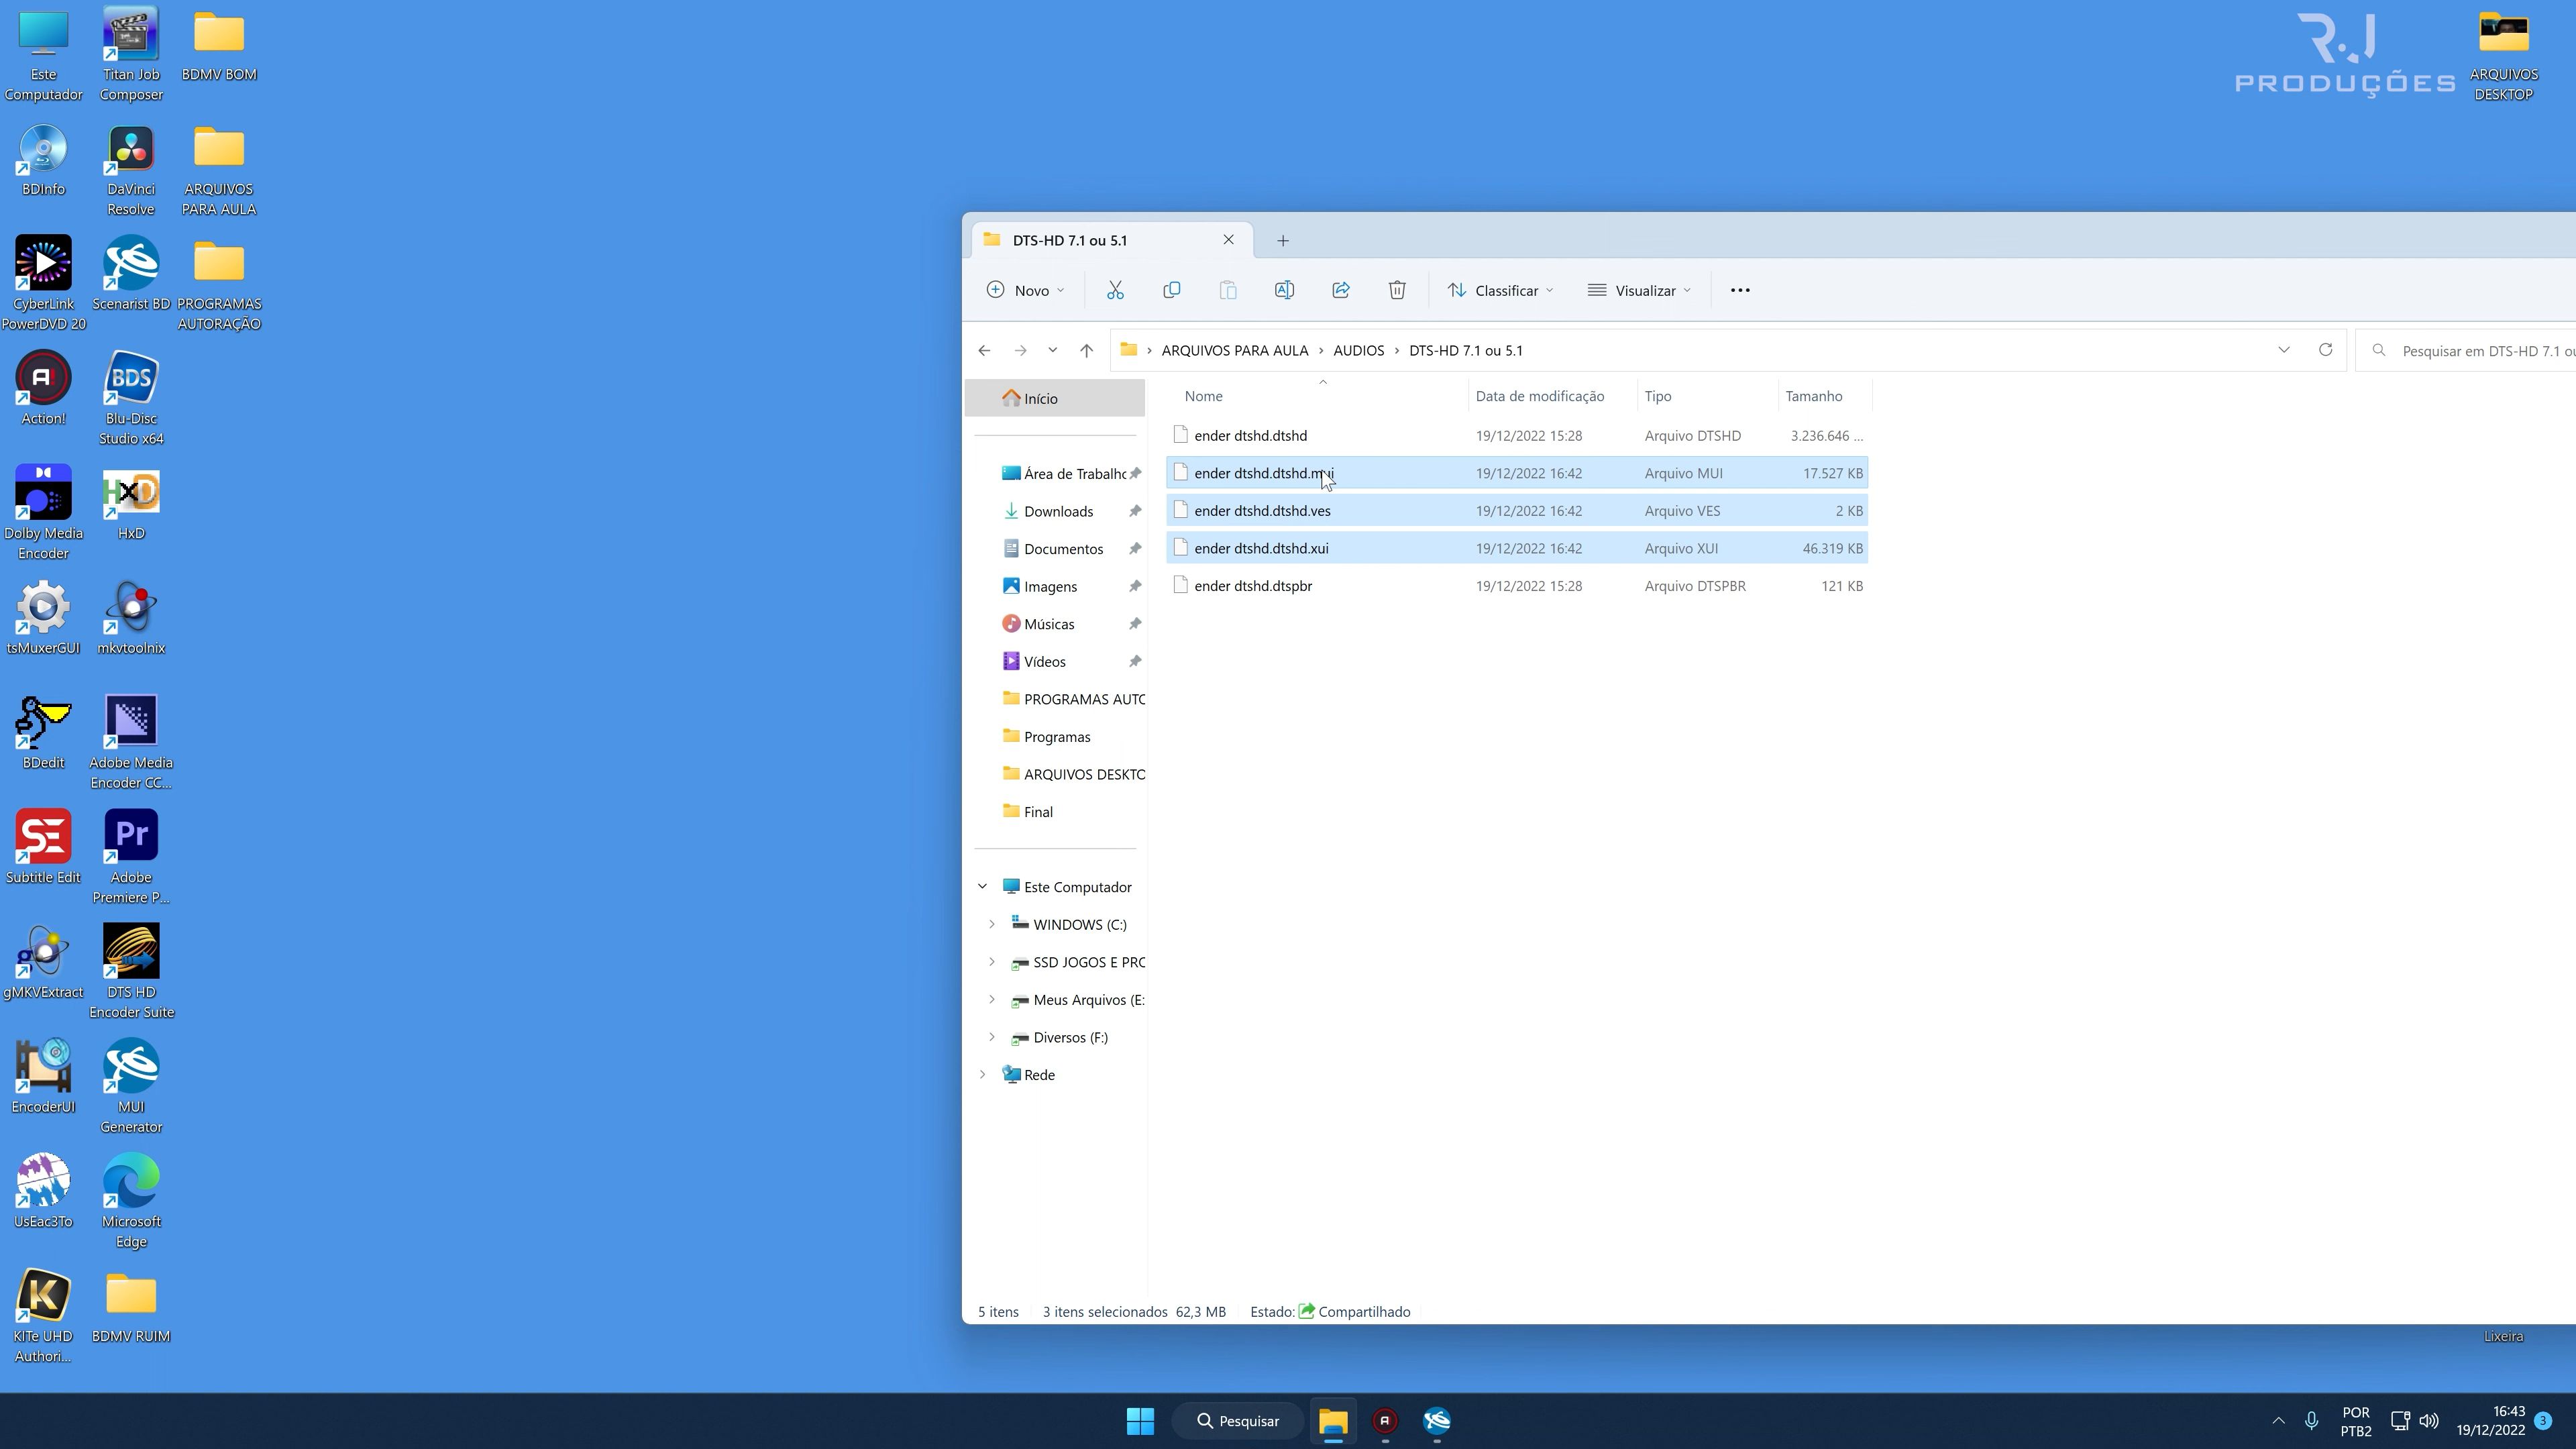 Este
Computador
Titan Job
Composer
BDMV BOM
BDInfo
DaVinci
Resolve
ARQUIVOS
PARA AULA
CyberLink
PowerDVD 20
Scenarist BD
PROGRAMAS
AUTORAÇÃO
Action!
Blu-Disc
Studio x64
Dolby Media
Encoder
HxD
tsMuxerGUI
mkvtoolnix
BDedit
Adobe Media
Encoder CC...
Subtitle Edit
Adobe
Premiere P...
gMKVExtract
DTS HD
Encoder Suite
EncoderUI
MUI
Generator
UsEac3To
Microsoft
Edge
KITe UHD
Authori...
BDMV RUIM
R.J
PRODUÇÕES
ARQUIVOS
DESKTOP
DTS-HD 7.1 ou 5.1
Novo
Classificar
Visualizar
ARQUIVOS PARA AULA > AUDIOS > DTS-HD 7.1 ou 5.1
Pesquisar em DTS-HD 7.1 ou
Início
Área de Trabalho
Downloads
Documentos
Imagens
Músicas
Vídeos
PROGRAMAS AUTO
Programas
ARQUIVOS DESKTO
Final
Este Computador
WINDOWS (C:)
SSD JOGOS E PRO
Meus Arquivos (E:
Diversos (F:)
Rede
Nome Data de modificação Tipo Tamanho
ender dtshd.dtshd 19/12/2022 15:28 Arquivo DTSHD 3.236.646 ...
ender dtshd.dtshd.mui 19/12/2022 16:42 Arquivo MUI 17.527 KB
ender dtshd.dtshd.ves 19/12/2022 16:42 Arquivo VES 2 KB
ender dtshd.dtshd.xui 19/12/2022 16:42 Arquivo XUI 46.319 KB
ender dtshd.dtspbr 19/12/2022 15:28 Arquivo DTSPBR 121 KB
5 itens 3 itens selecionados 62,3 MB Estado: Compartilhado
Lixeira
Pesquisar
POR
PTB2
16:43
19/12/2022
3